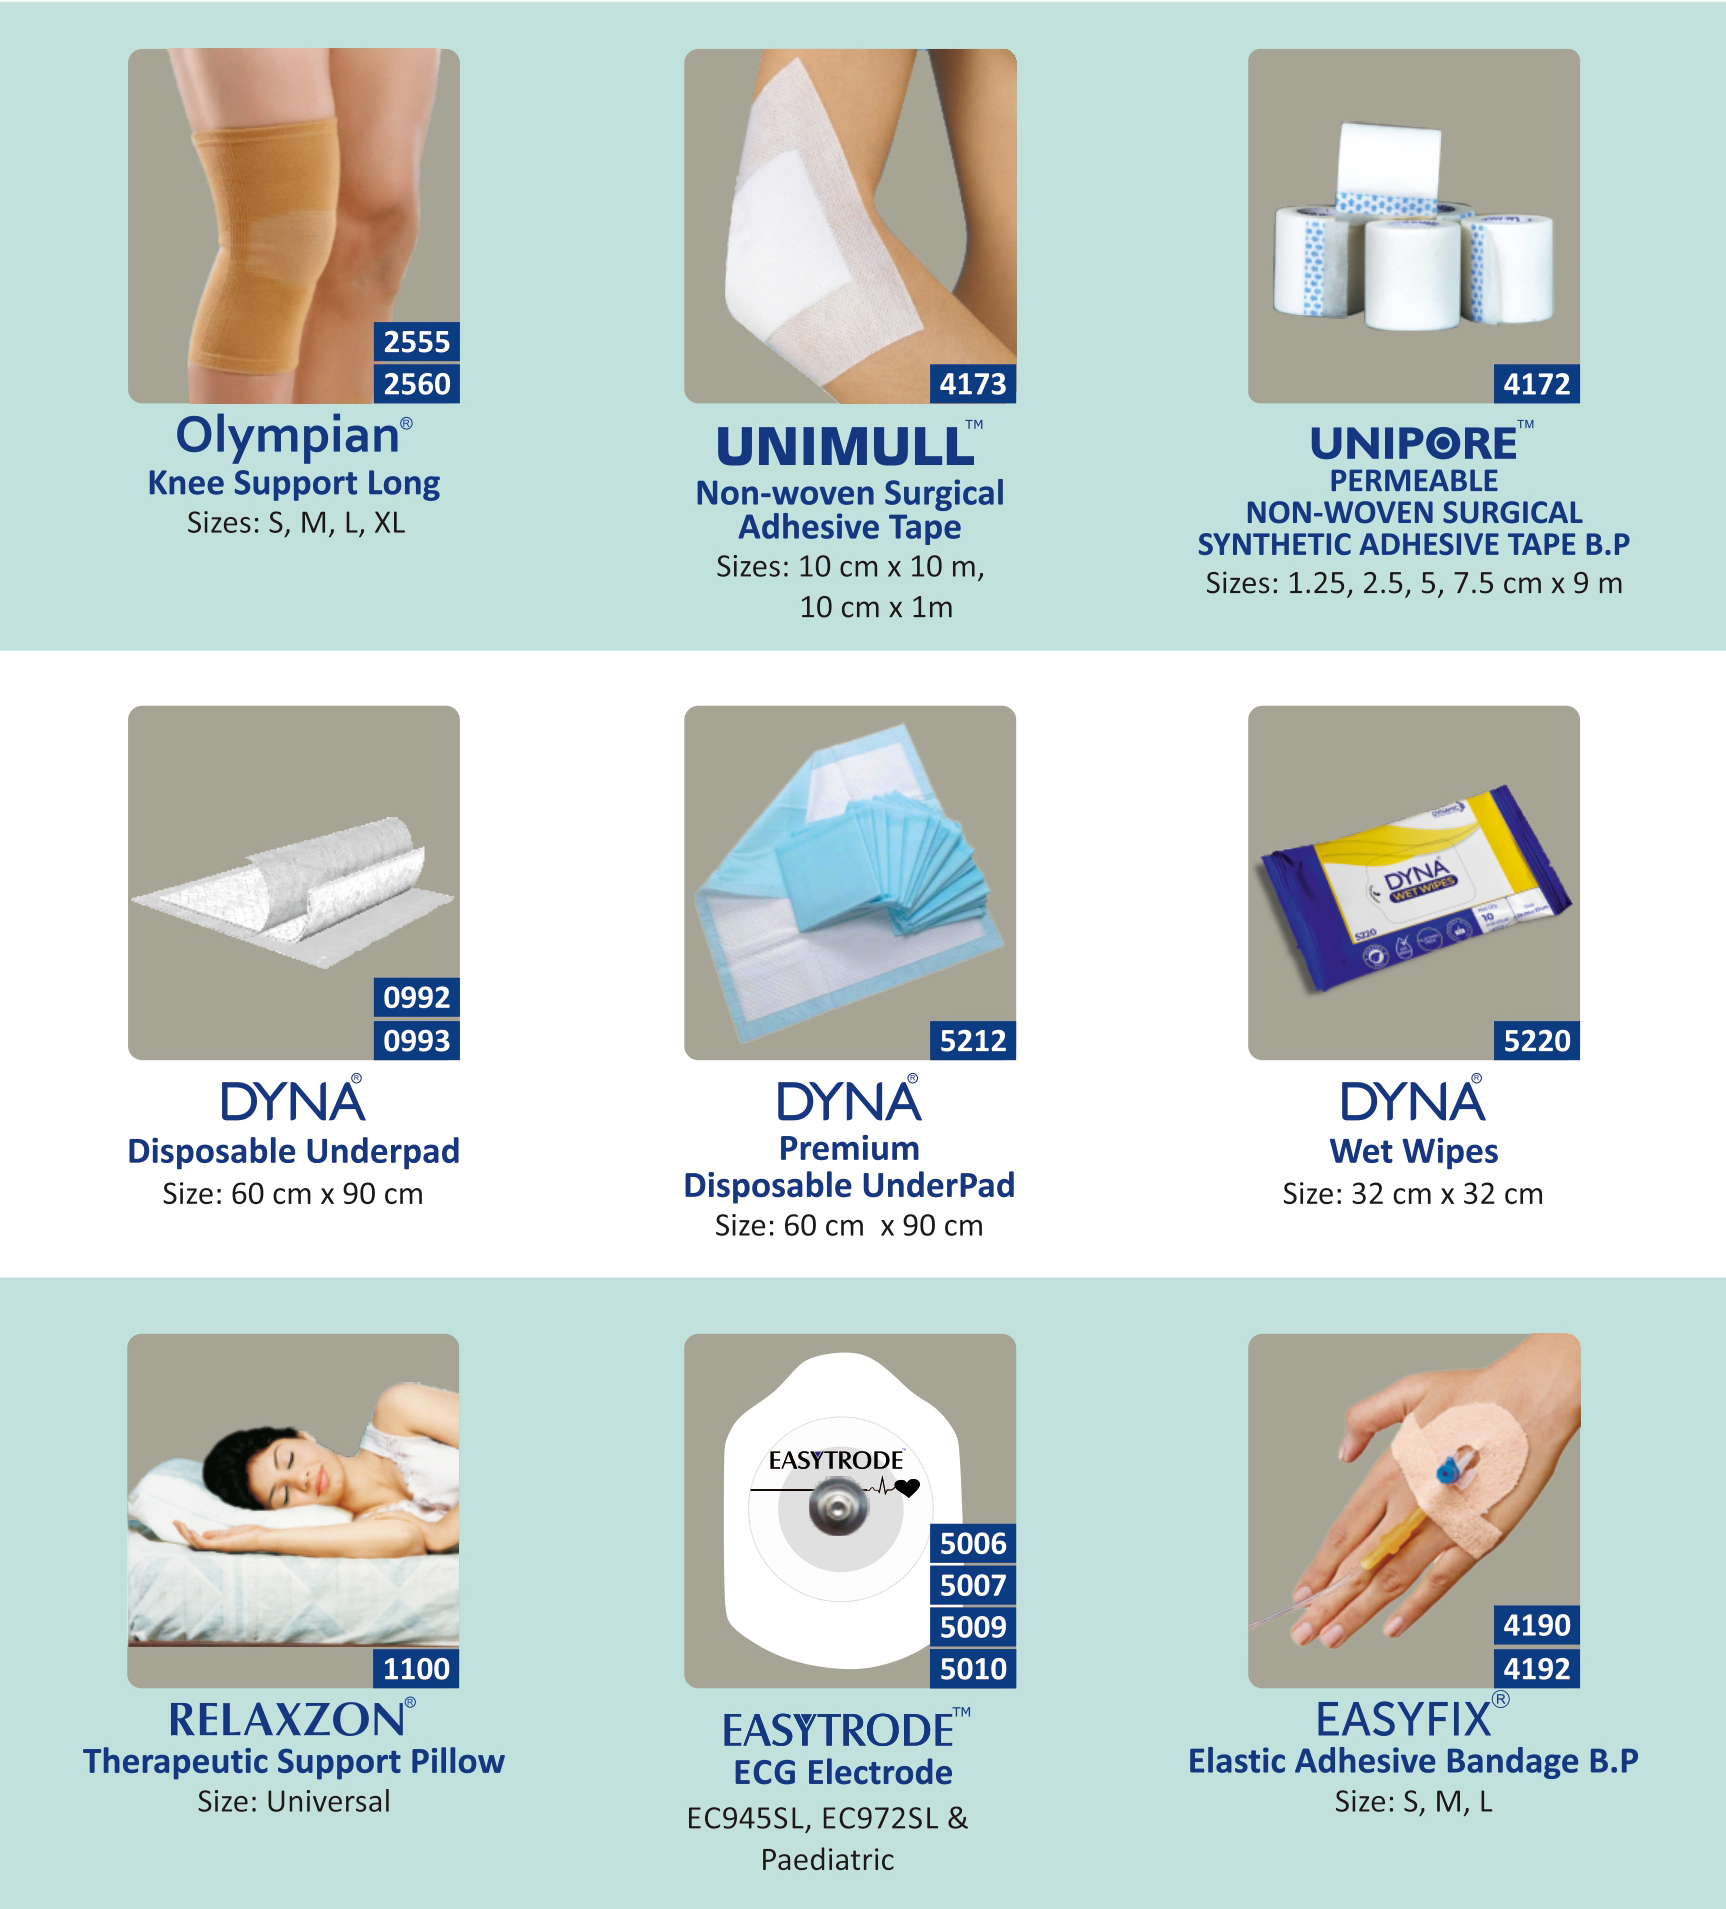 2555
2560
Olympian®
Knee Support Long
Sizes: S, M, L, XL
4173
UNIMULL™
Non-woven Surgical
Adhesive Tape
Sizes: 10 cm x 10 m,
10 cm x 1m
4172
UNIPORE™
PERMEABLE
NON-WOVEN SURGICAL
SYNTHETIC ADHESIVE TAPE B.P
Sizes: 1.25, 2.5, 5, 7.5 cm x 9 m
0992
0993
DYNA®
Disposable Underpad
Size: 60 cm x 90 cm
5212
DYNA®
Premium
Disposable UnderPad
Size: 60 cm  x 90 cm
DYNAMIC
DYNA®
WET WIPES
5220
10
5220
DYNA®
Wet Wipes
Size: 32 cm x 32 cm
1100
RELAXZON®
Therapeutic Support Pillow
Size: Universal
EASYTRODE™
5006
5007
5009
5010
EASYTRODE™
ECG Electrode
EC945SL, EC972SL &
Paediatric
4190
4192
EASYFIX®
Elastic Adhesive Bandage B.P
Size: S, M, L